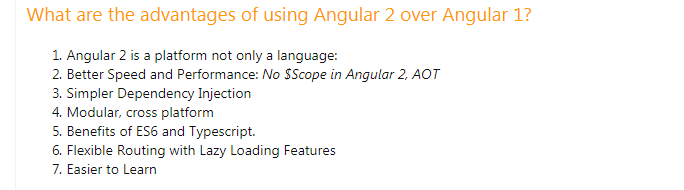 What are the advantages of using Angular 2 over Angular 1?
1. Angular 2 is a platform not only a language:
2. Better Speed and Performance: No $Scope in Angular 2, AOT
3. Simpler Dependency Injection
4. Modular, cross platform
5. Benefits of ES6 and Typescript.
6. Flexible Routing with Lazy Loading Features
7. Easier to Learn